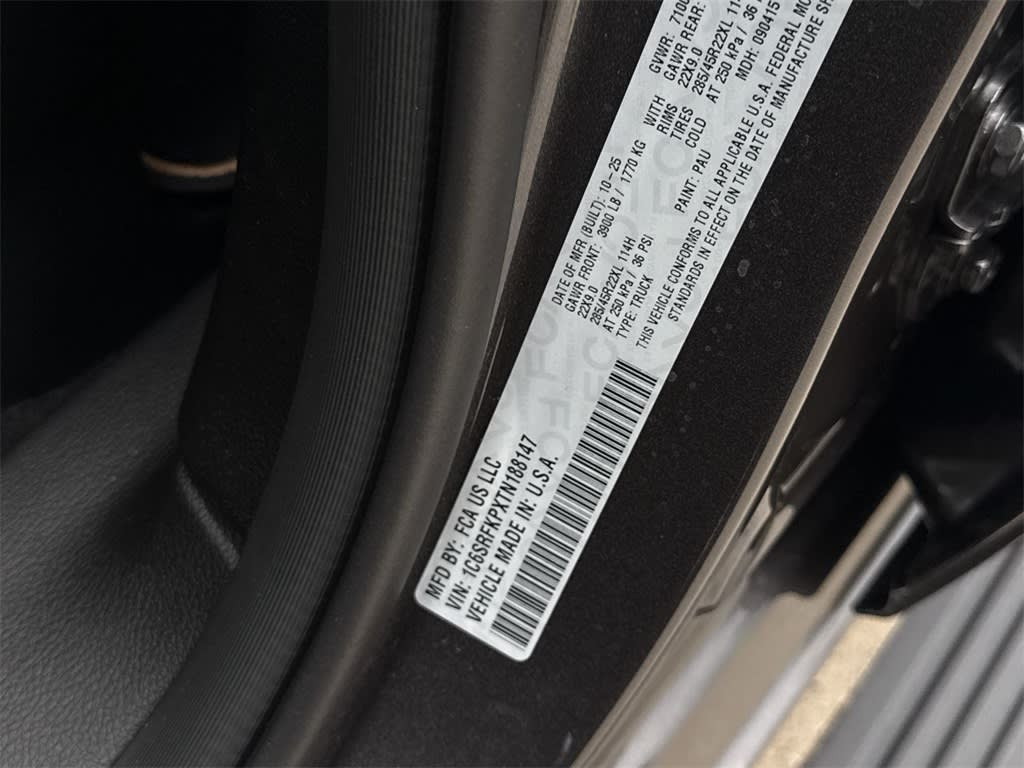 MFD BY: FCA US LLC
VIN: 1C6SRFKPXTN188147
VEHICLE MADE IN: U.S.A.
DATE OF MFR (BUILT): 10-25
GAWR FRONT: 3900 LB / 1770 KG WITH
22X9.0 RIMS
285/45R22XL 114H TIRES
AT 250 kPa / 36 PSI COLD
TYPE: TRUCK PAINT: PAU
THIS VEHICLE CONFORMS TO ALL APPLICABLE U.S.A. FEDERAL
STANDARDS IN EFFECT ON THE DATE OF MANUFACTURE
GVWR: 7100
GAWR REAR:
22X9.0
285/45R22XL 114
AT 250 kPa / 36
MDH: 090415